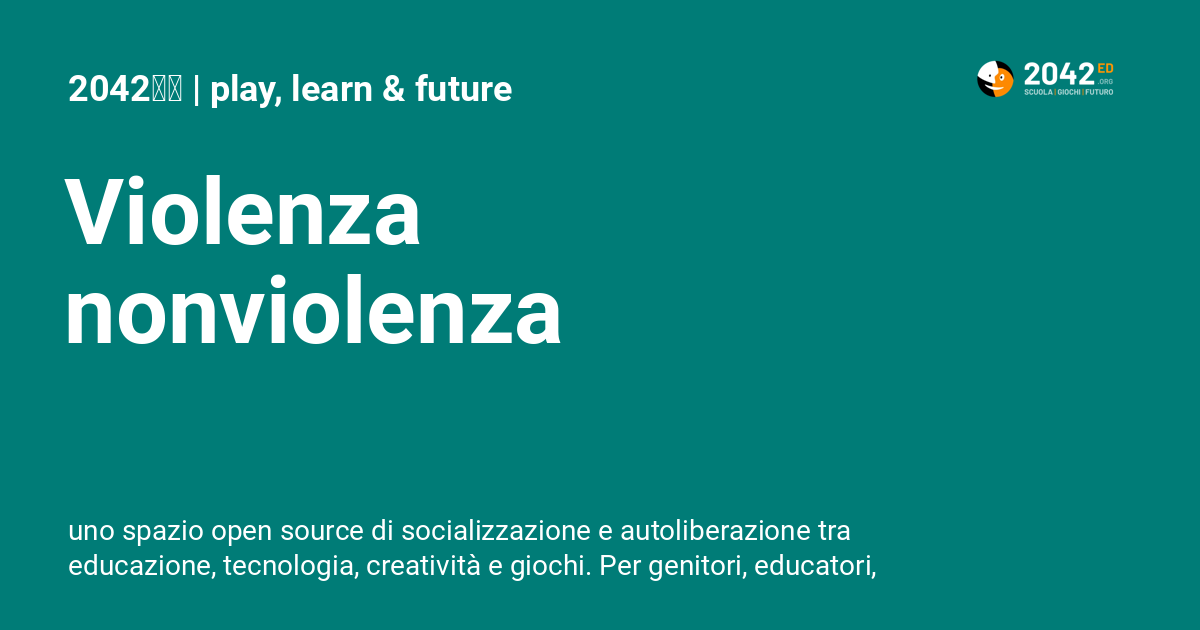 2042 | play, learn & future
2042 ED
.ORG
SCUOLA | GIOCHI | FUTURO
Violenza
nonviolenza
uno spazio open source di socializzazione e autoliberazione tra
educazione, tecnologia, creatività e giochi. Per genitori, educatori,